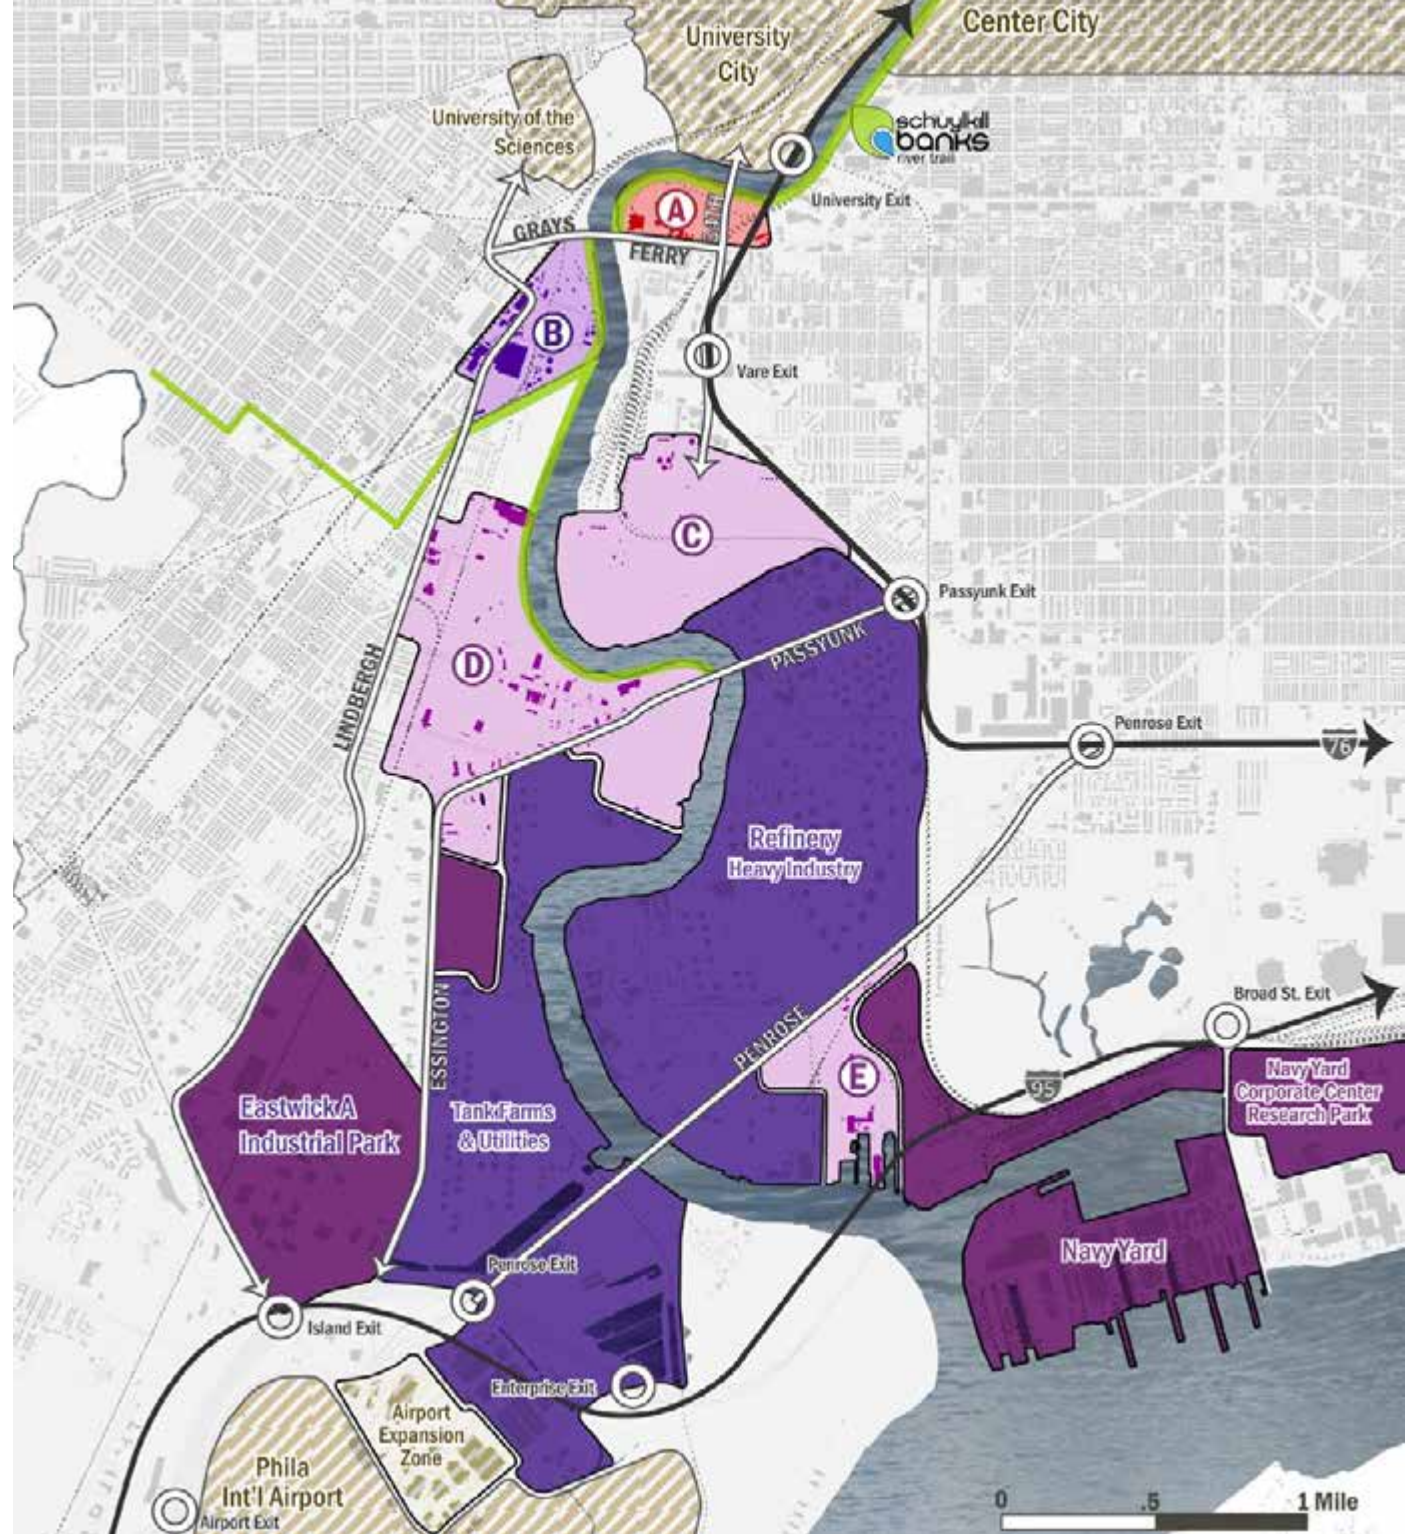 Center City
University
City
University of the
Sciences
schuylkill
banks
river trail
University Exit
A
GRAYS
FERRY
B
Vare Exit
C
Passyunk Exit
PASSYUNK
D
LINDBERGH
Penrose Exit
76
Refinery
Heavy Industry
ESSINGTON
PENROSE
E
Broad St. Exit
95
Navy Yard
Corporate Center
Research Park
Eastwick A
Industrial Park
Tank Farms
& Utilities
Navy Yard
Penrose Exit
Island Exit
Enterprise Exit
Airport
Expansion
Zone
Phila
Int'l Airport
Airport Exit
0 .5 1 Mile